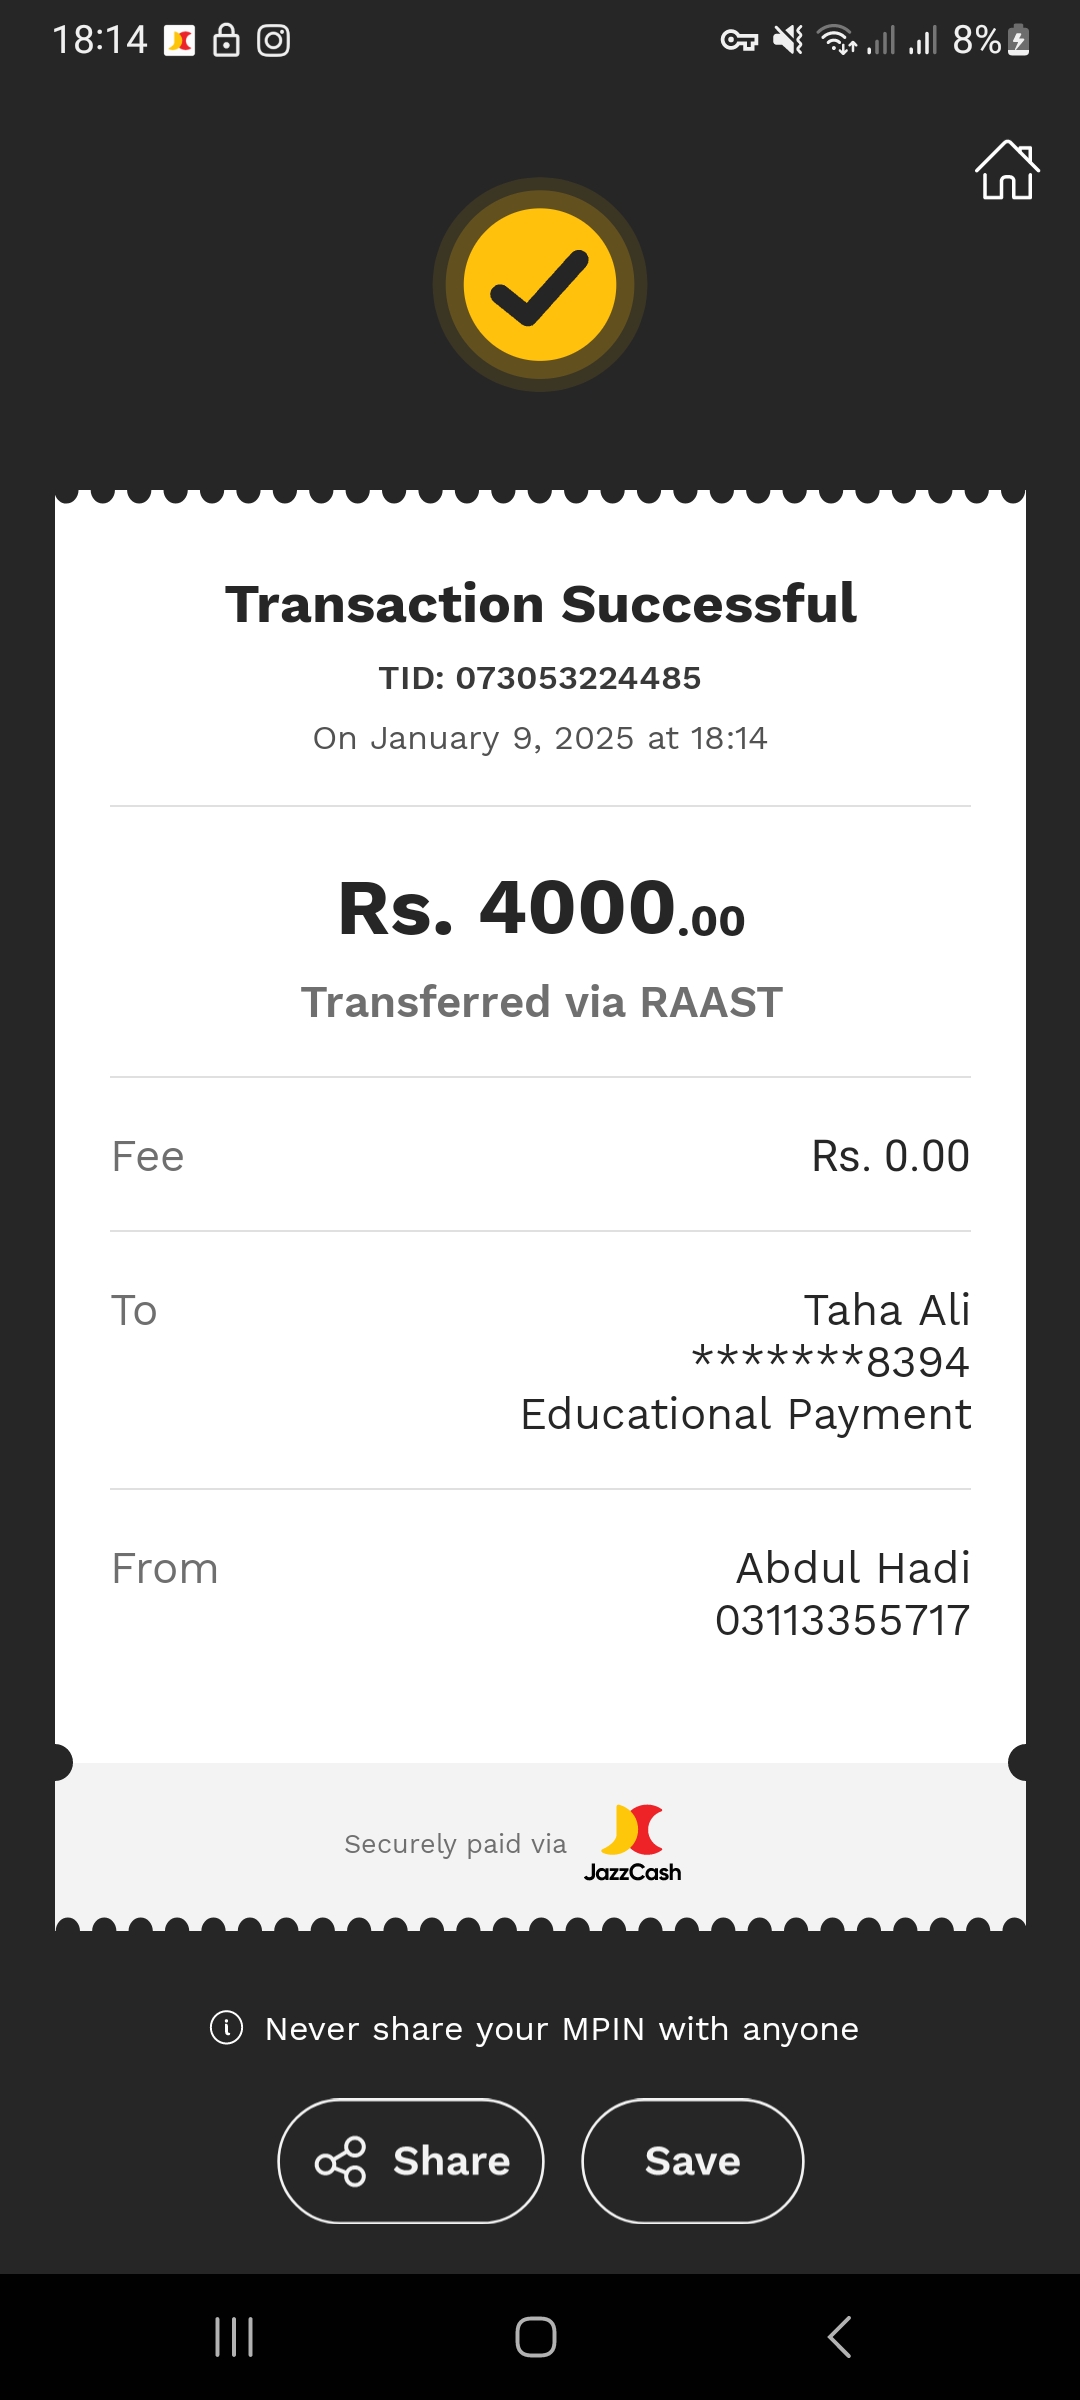 18:14
8%
Transaction Successful
TID: 073053224485
On January 9, 2025 at 18:14
Rs. 4000.00
Transferred via RAAST
Fee
Rs. 0.00
To
Taha Ali
*******8394
Educational Payment
From
Abdul Hadi
03113355717
Securely paid via
JazzCash
Never share your MPIN with anyone
Share
Save